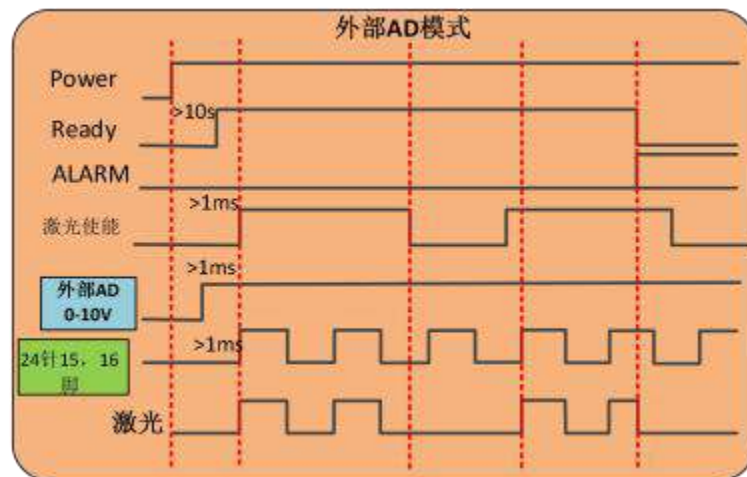 外部AD模式
Power
>10s
Ready
ALARM
>1ms
激光使能
>1ms
外部AD
0-10V
>1ms
24针15，16
脚
激光